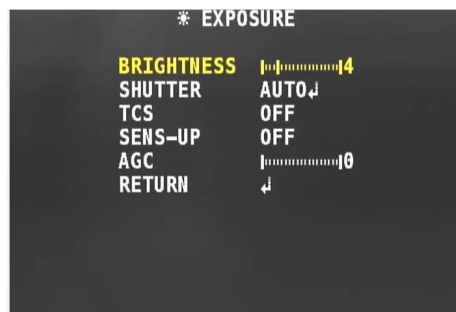 ☀ EXPOSURE
BRIGHTNESS 4
SHUTTER AUTO↲
TCS OFF
SENS–UP OFF
AGC 0
RETURN ↲